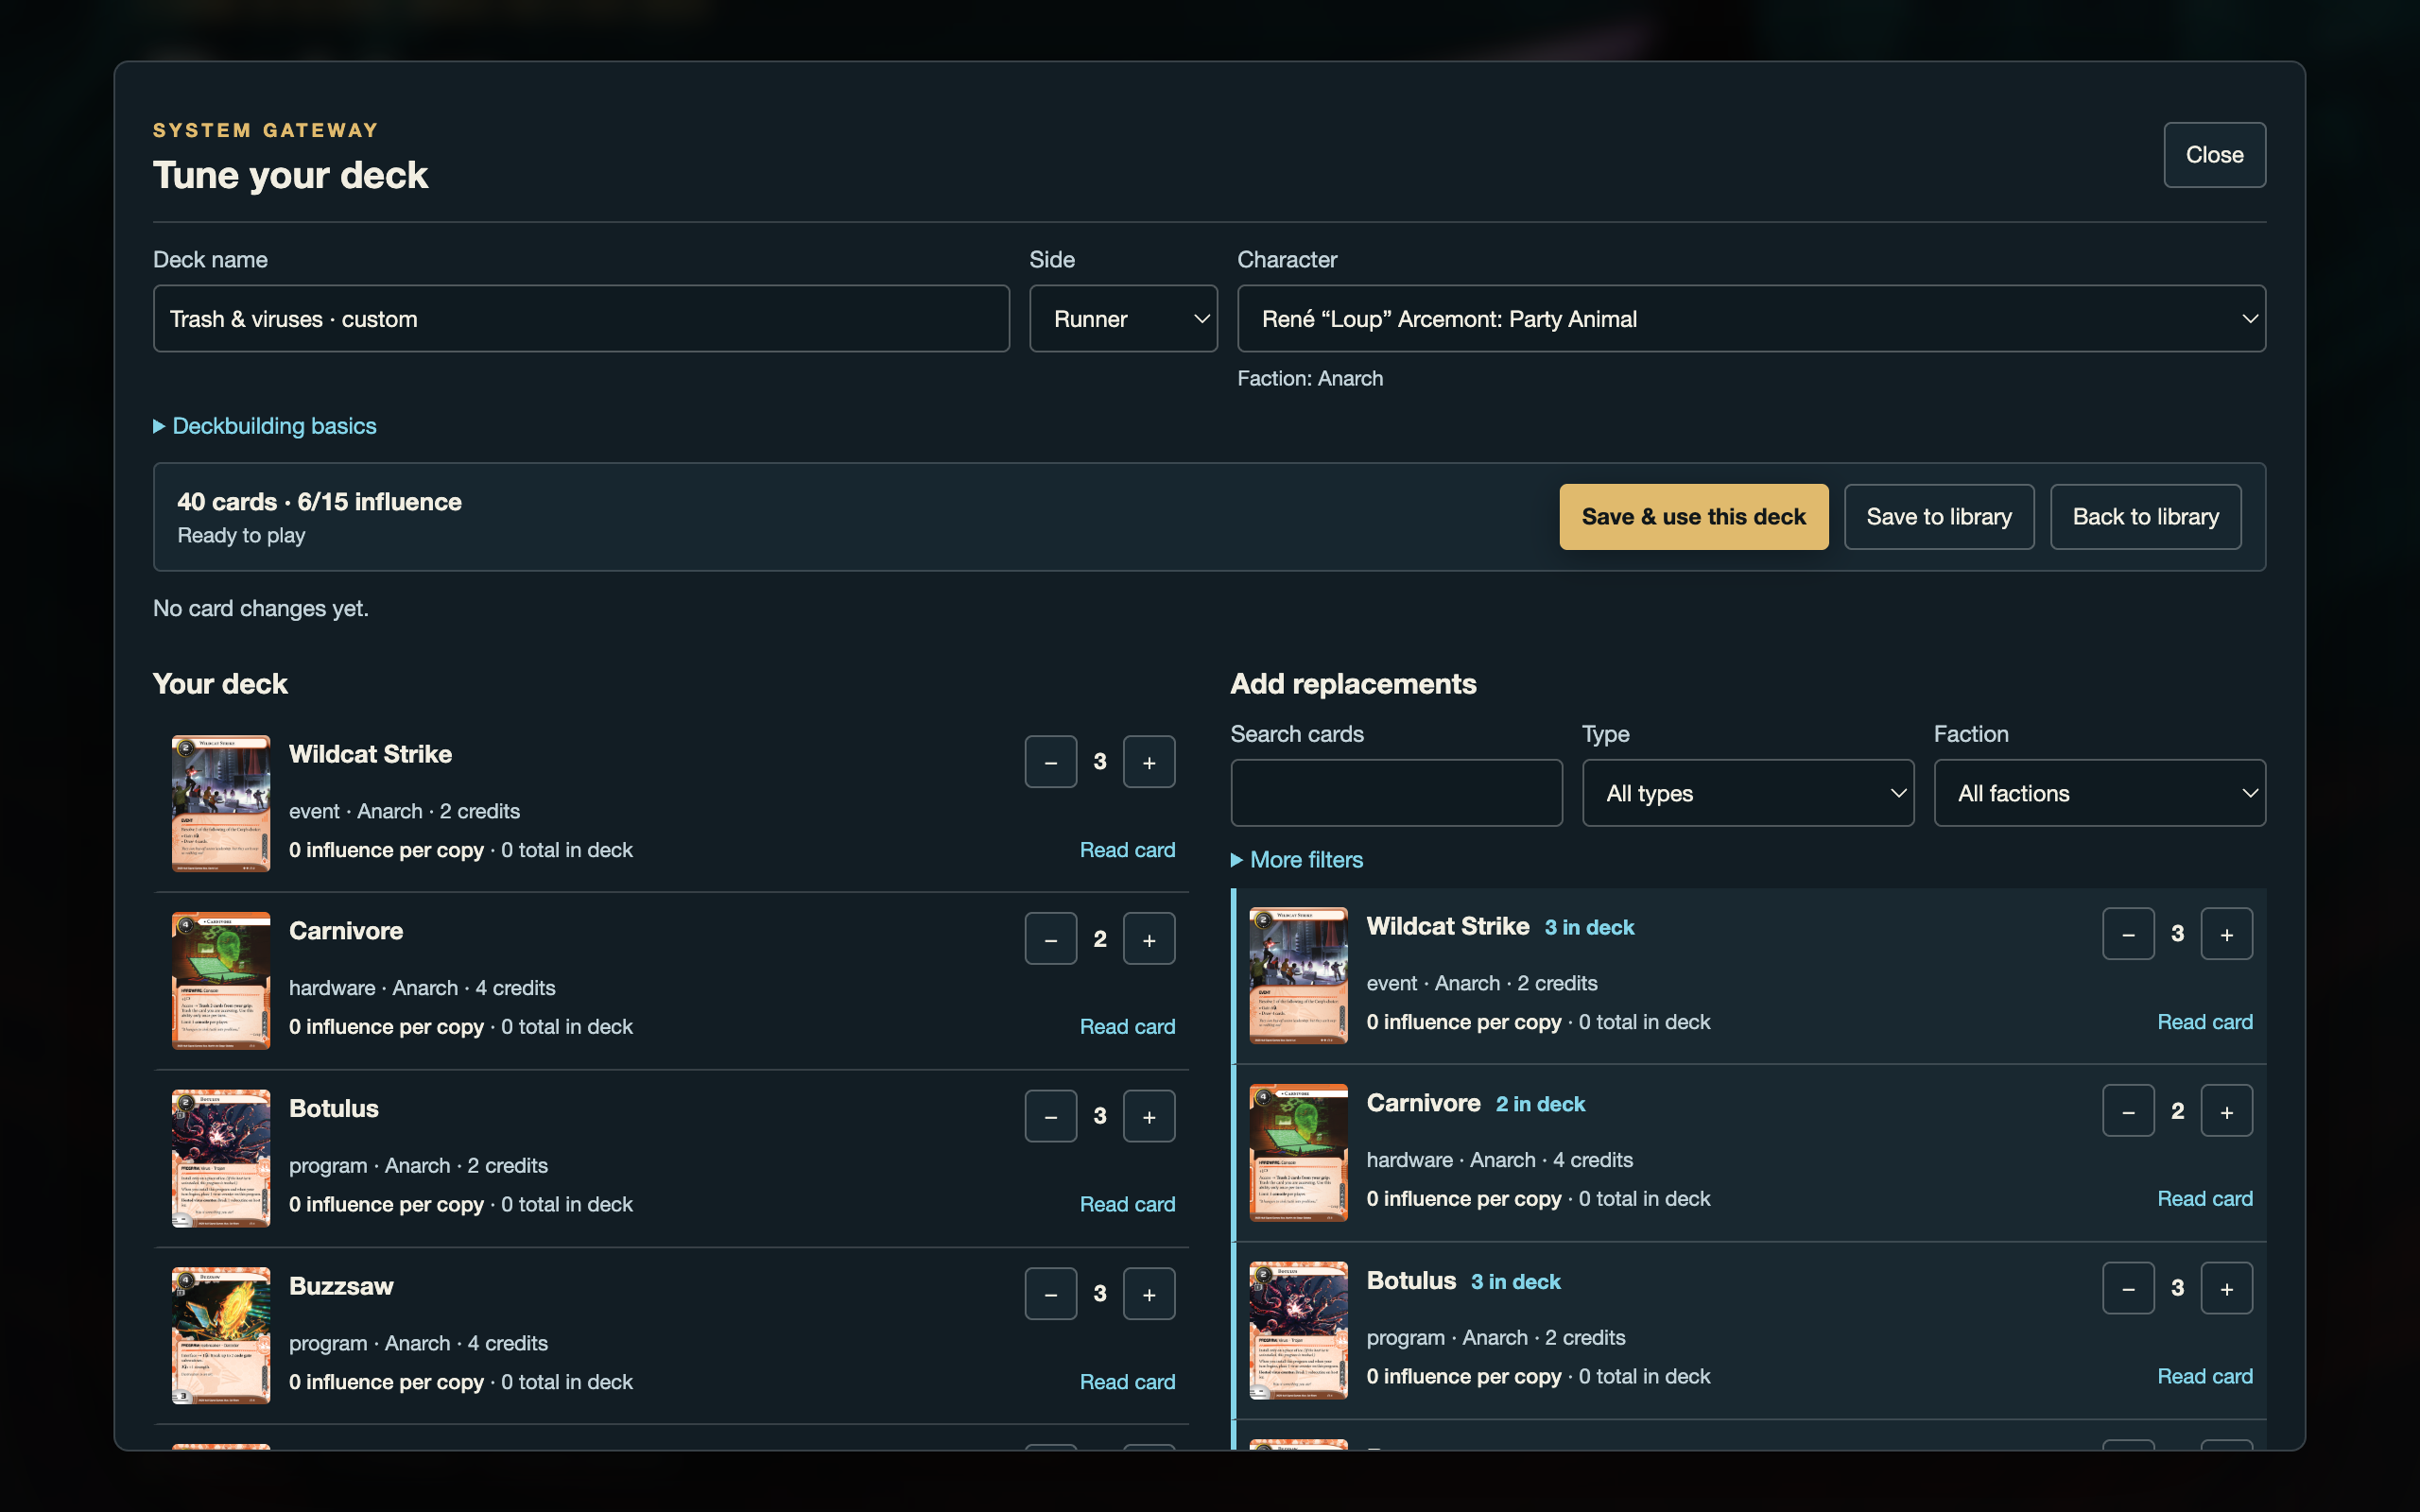 SYSTEM GATEWAY
Tune your deck
Close
Deck name
Side
Character
Trash & viruses · custom
Runner
René “Loup” Arcemont: Party Animal
Faction: Anarch
Deckbuilding basics
40 cards · 6/15 influence
Ready to play
Save & use this deck
Save to library
Back to library
No card changes yet.
Your deck
Wildcat Strike
− 3 +
event · Anarch · 2 credits
0 influence per copy · 0 total in deck
Read card
Carnivore
− 2 +
hardware · Anarch · 4 credits
0 influence per copy · 0 total in deck
Read card
Botulus
− 3 +
program · Anarch · 2 credits
0 influence per copy · 0 total in deck
Read card
Buzzsaw
− 3 +
program · Anarch · 4 credits
0 influence per copy · 0 total in deck
Read card
Add replacements
Search cards
Type
Faction
All types
All factions
More filters
Wildcat Strike 3 in deck
− 3 +
event · Anarch · 2 credits
0 influence per copy · 0 total in deck
Read card
Carnivore 2 in deck
− 2 +
hardware · Anarch · 4 credits
0 influence per copy · 0 total in deck
Read card
Botulus 3 in deck
− 3 +
program · Anarch · 2 credits
0 influence per copy · 0 total in deck
Read card